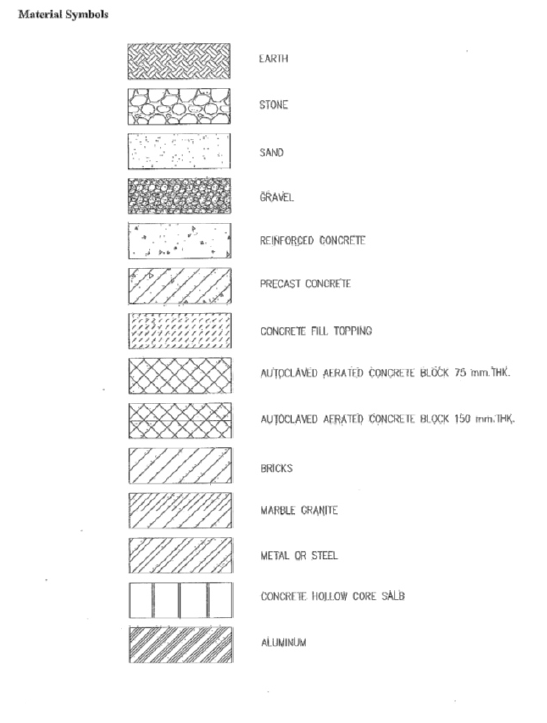 Material Symbols
EARTH
STONE
SAND
GRAVEL
REINFORCED CONCRETE
PRECAST CONCRETE
CONCRETE FILL TOPPING
AUTOCLAVED AERATED CONCRETE BLOCK 75 mm.THK.
AUTOCLAVED AERATED CONCRETE BLOCK 150 mm.THK.
BRICKS
MARBLE GRANITE
METAL OR STEEL
CONCRETE HOLLOW CORE SALB
ALUMINUM